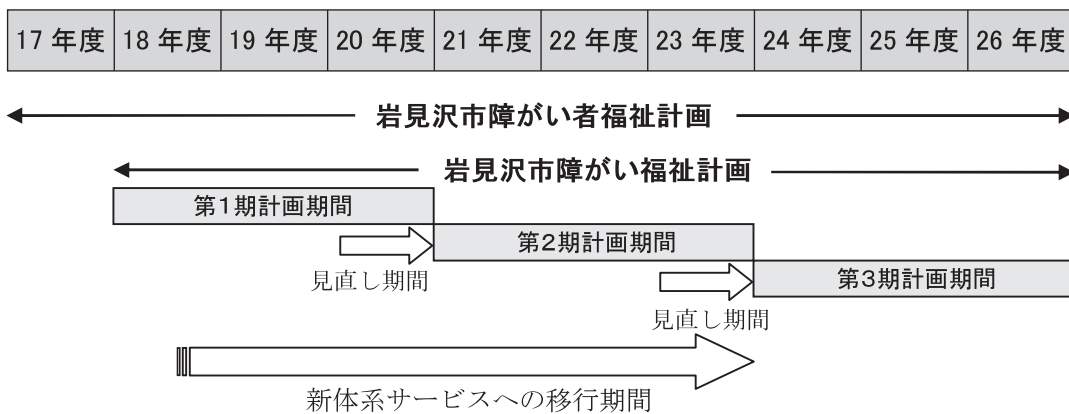 17 年度 18 年度 19 年度 20 年度 21 年度 22 年度 23 年度 24 年度 25 年度 26 年度
岩見沢市障がい者福祉計画
岩見沢市障がい福祉計画
第1期計画期間
第2期計画期間
見直し期間
第3期計画期間
見直し期間
新体系サービスへの移行期間